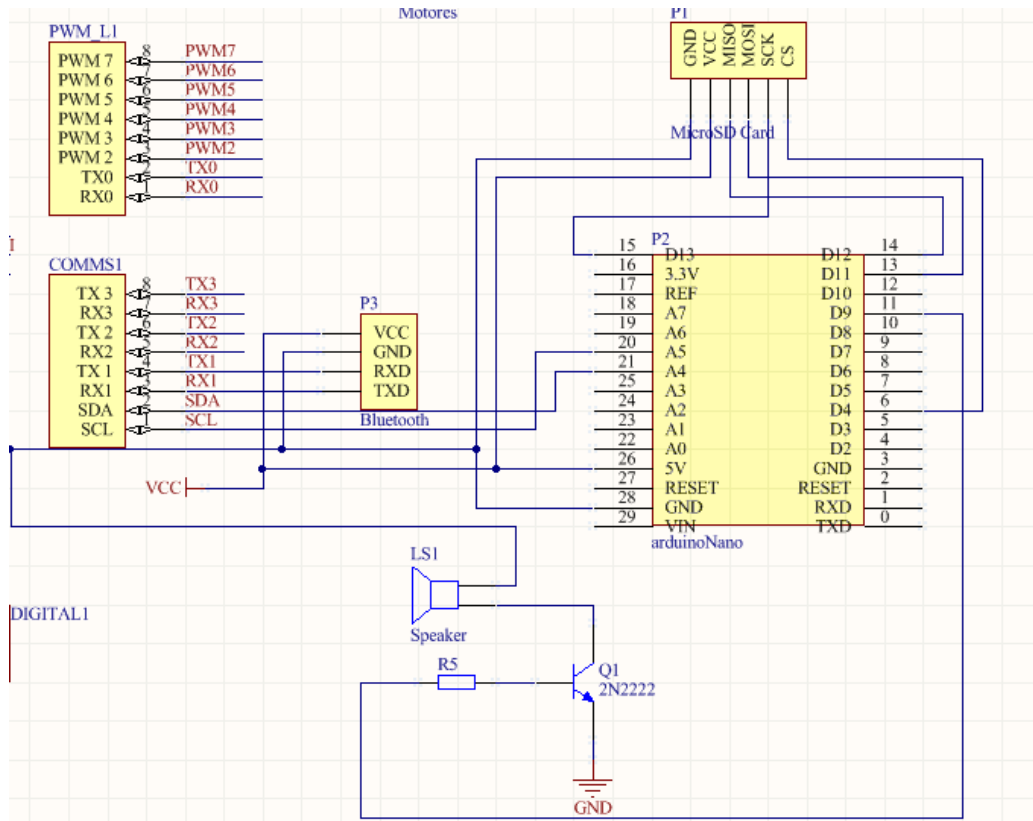 Motores
PWM_L1
PWM 7 8 PWM7
PWM 6 7 PWM6
PWM 5 6 PWM5
PWM 4 5 PWM4
PWM 3 4 PWM3
PWM 2 3 PWM2
TX0 2 TX0
RX0 1 RX0
P1
GND
VCC
MISO
MOSI
SCK
CS
MicroSD Card
COMMS1
TX 3 8 TX3
RX3 7 RX3
TX 2 6 TX2
RX2 5 RX2
TX 1 4 TX1
RX1 3 RX1
SDA 2 SDA
SCL 1 SCL
P3
VCC
GND
RXD
TXD
Bluetooth
VCC
P2
15 D13 D12 14
16 3.3V D11 13
17 REF D10 12
18 A7 D9 11
19 A6 D8 10
20 A5 D7 9
21 A4 D6 8
25 A3 D5 7
24 A2 D4 6
23 A1 D3 5
22 A0 D2 4
26 5V GND 3
27 RESET RESET 2
28 GND RXD 1
29 VIN TXD 0
arduinoNano
LS1
Speaker
DIGITAL1
R5
Q1
2N2222
GND